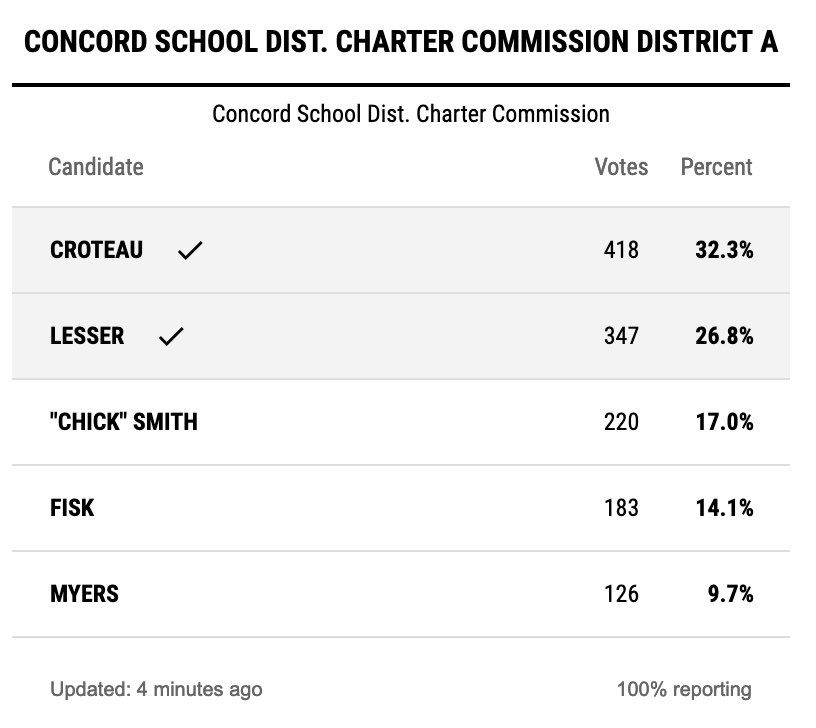 CONCORD SCHOOL DIST. CHARTER COMMISSION DISTRICT A
Concord School Dist. Charter Commission
Candidate Votes Percent
CROTEAU ✓ 418 32.3%
LESSER ✓ 347 26.8%
"CHICK" SMITH 220 17.0%
FISK 183 14.1%
MYERS 126 9.7%
Updated: 4 minutes ago 100% reporting